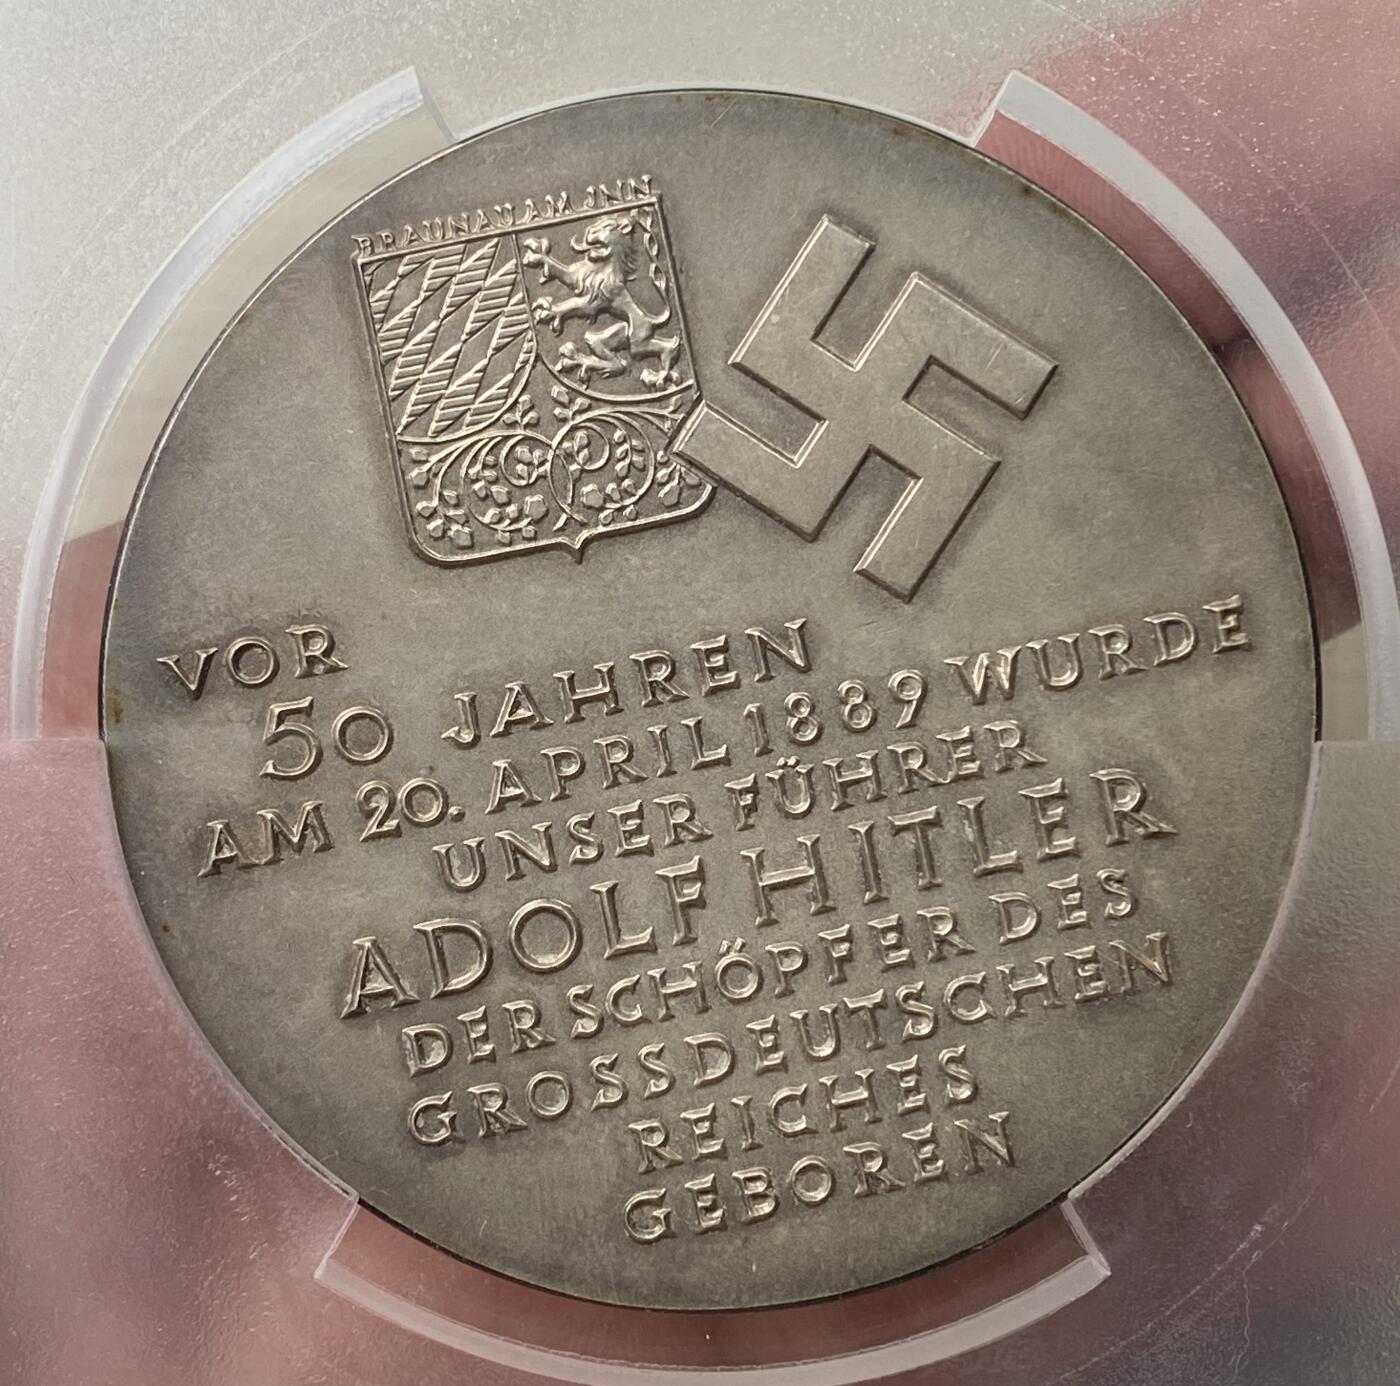 BRAUNAU AM JNN
VOR
50 JAHREN
AM 20. APRIL 1889 WURDE
UNSER FÜHRER
ADOLF HITLER
DER SCHÖPFER DES
GROSSDEUTSCHEN
REICHES
GEBOREN